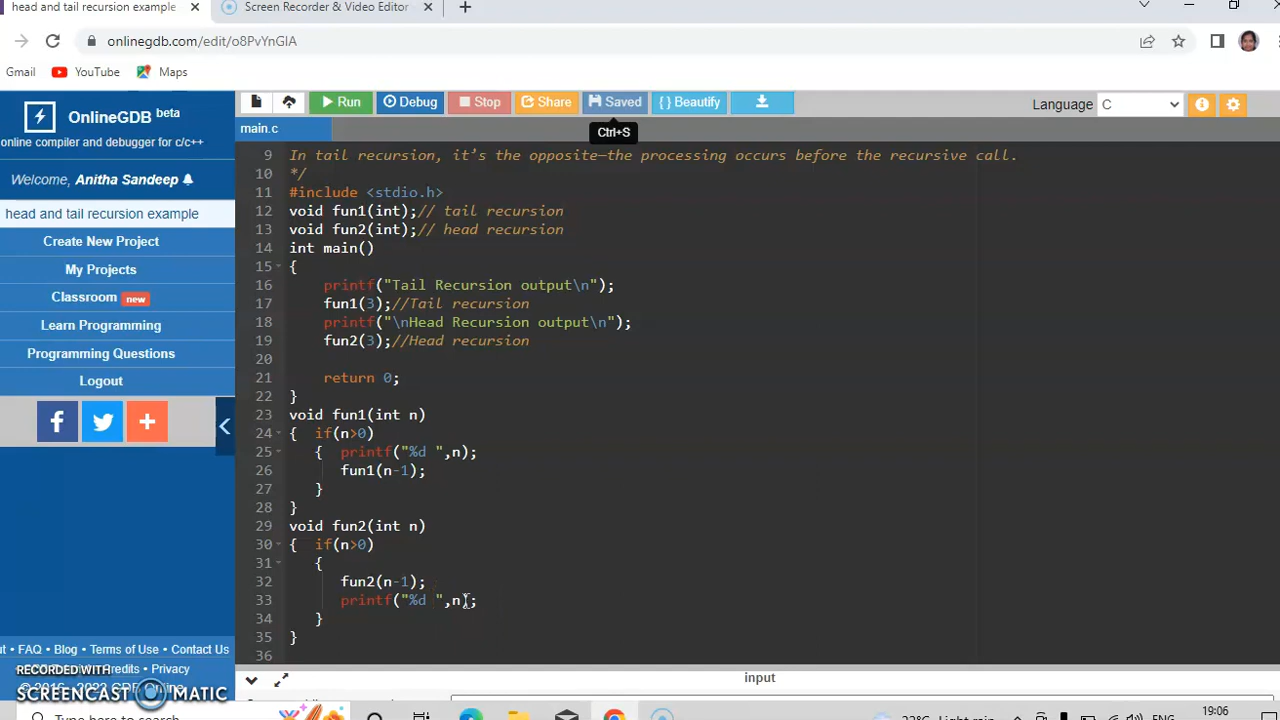 head and tail recursion example
Screen Recorder & Video Editor
onlinegdb.com/edit/o8PvYnGIA
Gmail YouTube Maps
OnlineGDB beta
online compiler and debugger for c/c++
Welcome, Anitha Sandeep
head and tail recursion example
Create New Project
My Projects
Classroom new
Learn Programming
Programming Questions
Logout
Run Debug Stop Share Saved { } Beautify
Language C
Ctrl+S
main.c
9 In tail recursion, it’s the opposite—the processing occurs before the recursive call.
10 */
11 #include <stdio.h>
12 void fun1(int);// tail recursion
13 void fun2(int);// head recursion
14 int main()
15 {
16 printf("Tail Recursion output\n");
17 fun1(3);//Tail recursion
18 printf("\nHead Recursion output\n");
19 fun2(3);//Head recursion
20
21 return 0;
22 }
23 void fun1(int n)
24 { if(n>0)
25 { printf("%d ",n);
26 fun1(n-1);
27 }
28 }
29 void fun2(int n)
30 { if(n>0)
31 {
32 fun2(n-1);
33 printf("%d ",n);
34 }
35 }
36
input
FAQ • Blog • Terms of Use • Contact Us
Credits • Privacy
RECORDED WITH
SCREENCAST MATIC
Type here to search
Light rain
19:06